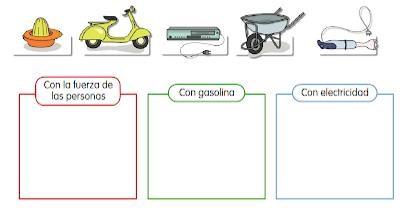 Con la fuerza de
las personas
Con gasolina
Con electricidad